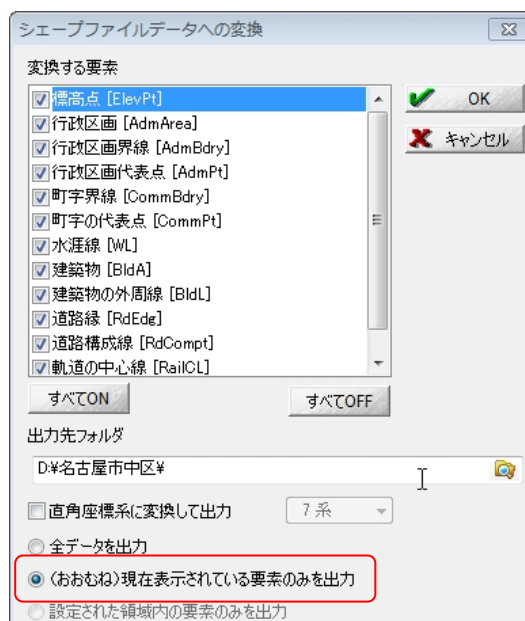 シェープファイルデータへの変換
変換する要素
標高点 [ElevPt]
行政区画 [AdmArea]
行政区画界線 [AdmBdry]
行政区画代表点 [AdmPt]
町字界線 [CommBdry]
町字の代表点 [CommPt]
水涯線 [WL]
建築物 [BldA]
建築物の外周線 [BldL]
道路縁 [RdEdg]
道路構成線 [RdCompt]
軌道の中心線 [RailCL]
OK
キャンセル
すべてON
すべてOFF
出力先フォルダ
D:¥名古屋市中区¥
直角座標系に変換して出力
7 系
全データを出力
(おおむね)現在表示されている要素のみを出力
設定された領域内の要素のみを出力